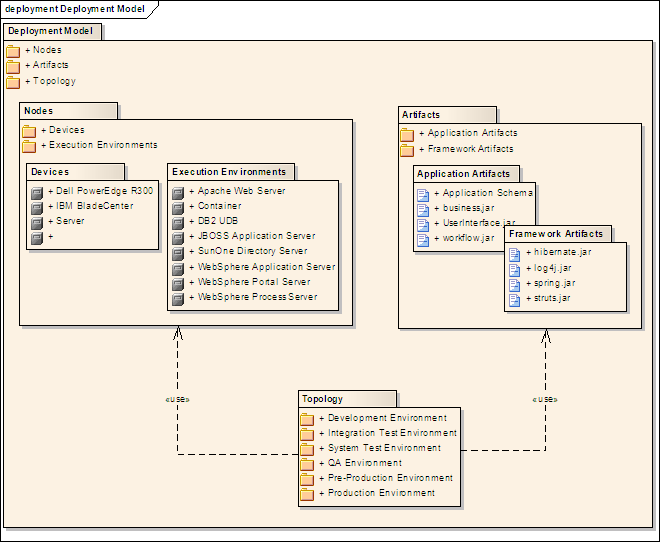 deployment Deployment Model
Deployment Model
+ Nodes
+ Artifacts
+ Topology
Nodes
+ Devices
+ Execution Environments
Devices
+ Dell PowerEdge R300
+ IBM BladeCenter
+ Server
+
Execution Environments
+ Apache Web Server
+ Container
+ DB2 UDB
+ JBOSS Application Server
+ SunOne Directory Server
+ WebSphere Application Server
+ WebSphere Portal Server
+ WebSphere Process Server
Artifacts
+ Application Artifacts
+ Framework Artifacts
Application Artifacts
+ Application Schema
+ business.jar
+ UserInterface.jar
+ workflow.jar
Framework Artifacts
+ hibernate.jar
+ log4j.jar
+ spring.jar
+ struts.jar
«use»
«use»
Topology
+ Development Environment
+ Integration Test Environment
+ System Test Environment
+ QA Environment
+ Pre-Production Environment
+ Production Environment